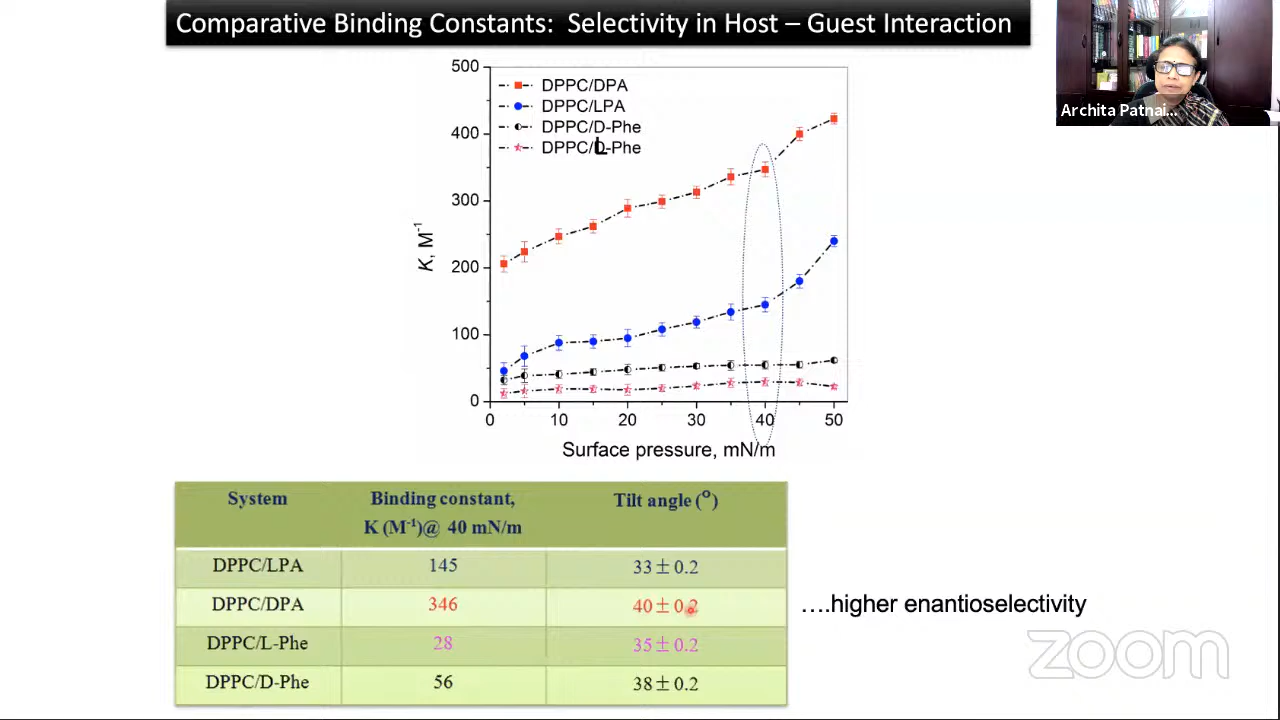 Comparative Binding Constants: Selectivity in Host – Guest Interaction
Archita Patnai...
500
400
300
200
100
0
K, M-1
DPPC/DPA
DPPC/LPA
DPPC/D-Phe
DPPC/L-Phe
0
10
20
30
40
50
Surface pressure, mN/m
System
Binding constant,
K (M-1)@ 40 mN/m
Tilt angle (o)
DPPC/LPA
145
33 ± 0.2
DPPC/DPA
346
40 ± 0.2
DPPC/L-Phe
28
35 ± 0.2
DPPC/D-Phe
56
38 ± 0.2
....higher enantioselectivity
zoom